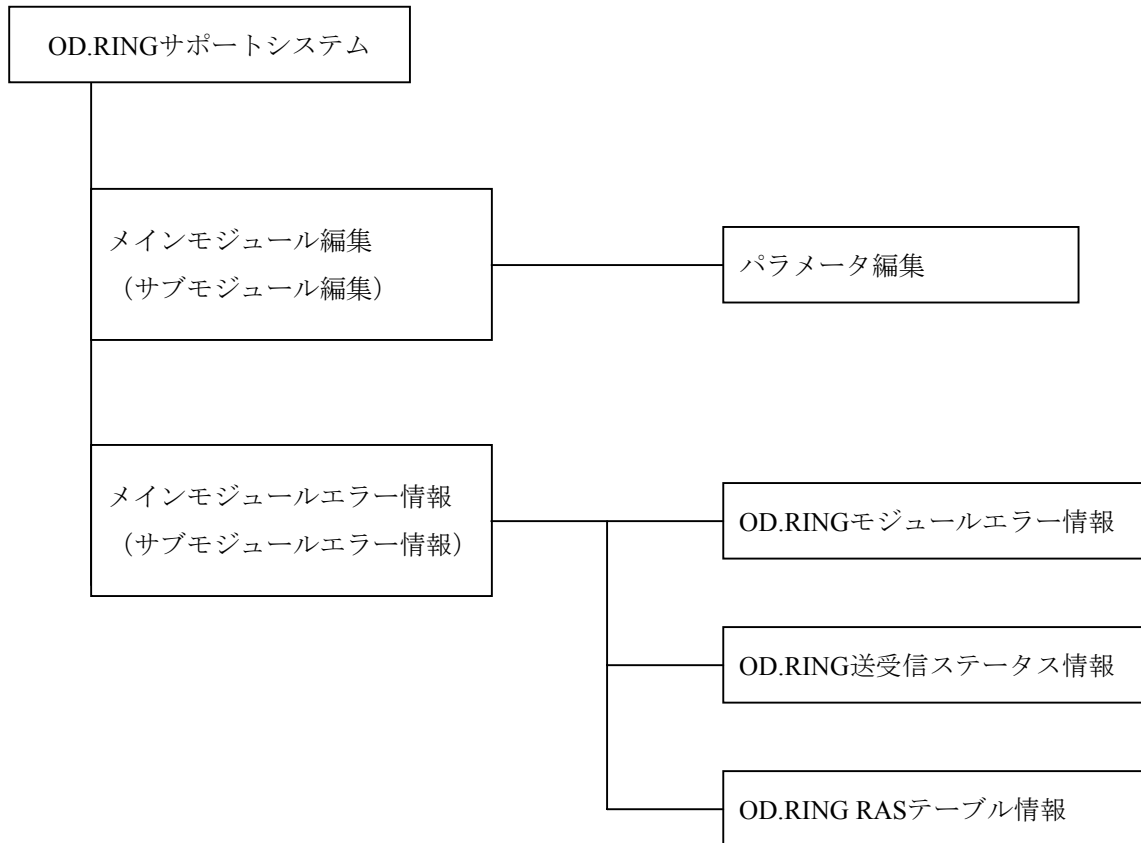 OD.RINGサポートシステム
メインモジュール編集
（サブモジュール編集）
パラメータ編集
メインモジュールエラー情報
（サブモジュールエラー情報）
OD.RINGモジュールエラー情報
OD.RING送受信ステータス情報
OD.RING RASテーブル情報